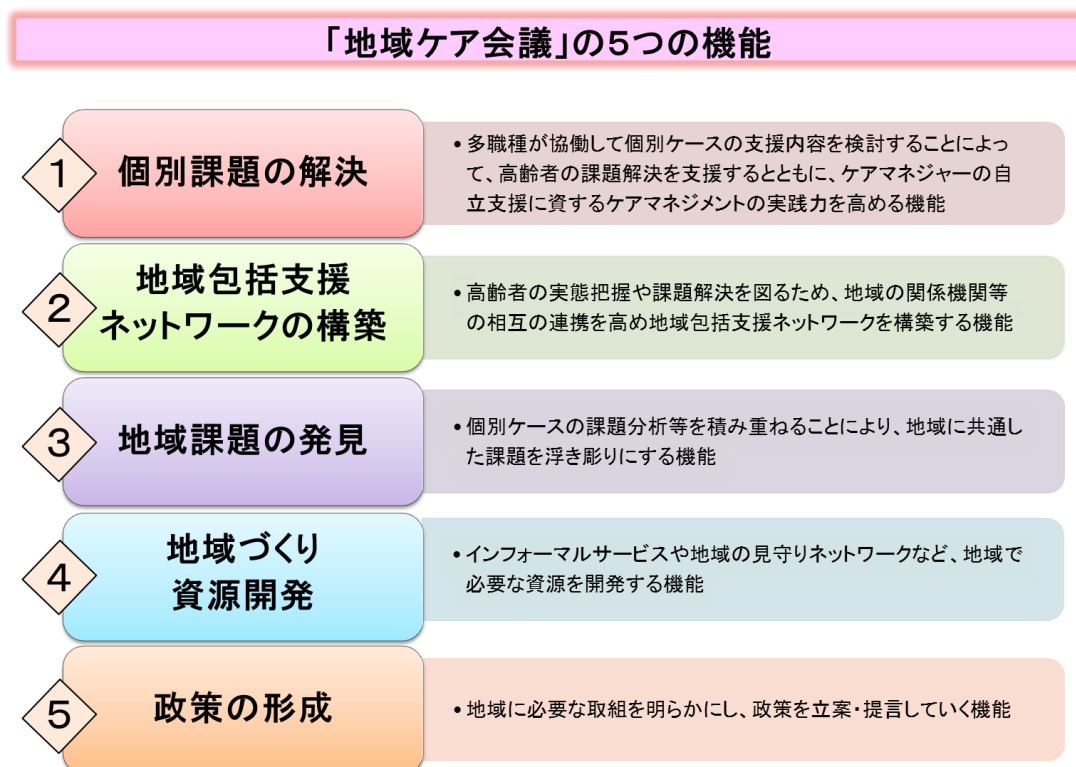 「地域ケア会議」の5つの機能
1
個別課題の解決
・多職種が協働して個別ケースの支援内容を検討することによっ
て、高齢者の課題解決を支援するとともに、ケアマネジャーの自
立支援に資するケアマネジメントの実践力を高める機能
2
地域包括支援
ネットワークの構築
・高齢者の実態把握や課題解決を図るため、地域の関係機関等
の相互の連携を高め地域包括支援ネットワークを構築する機能
3
地域課題の発見
・個別ケースの課題分析等を積み重ねることにより、地域に共通し
た課題を浮き彫りにする機能
4
地域づくり
資源開発
・インフォーマルサービスや地域の見守りネットワークなど、地域で
必要な資源を開発する機能
5
政策の形成
・地域に必要な取組を明らかにし、政策を立案・提言していく機能